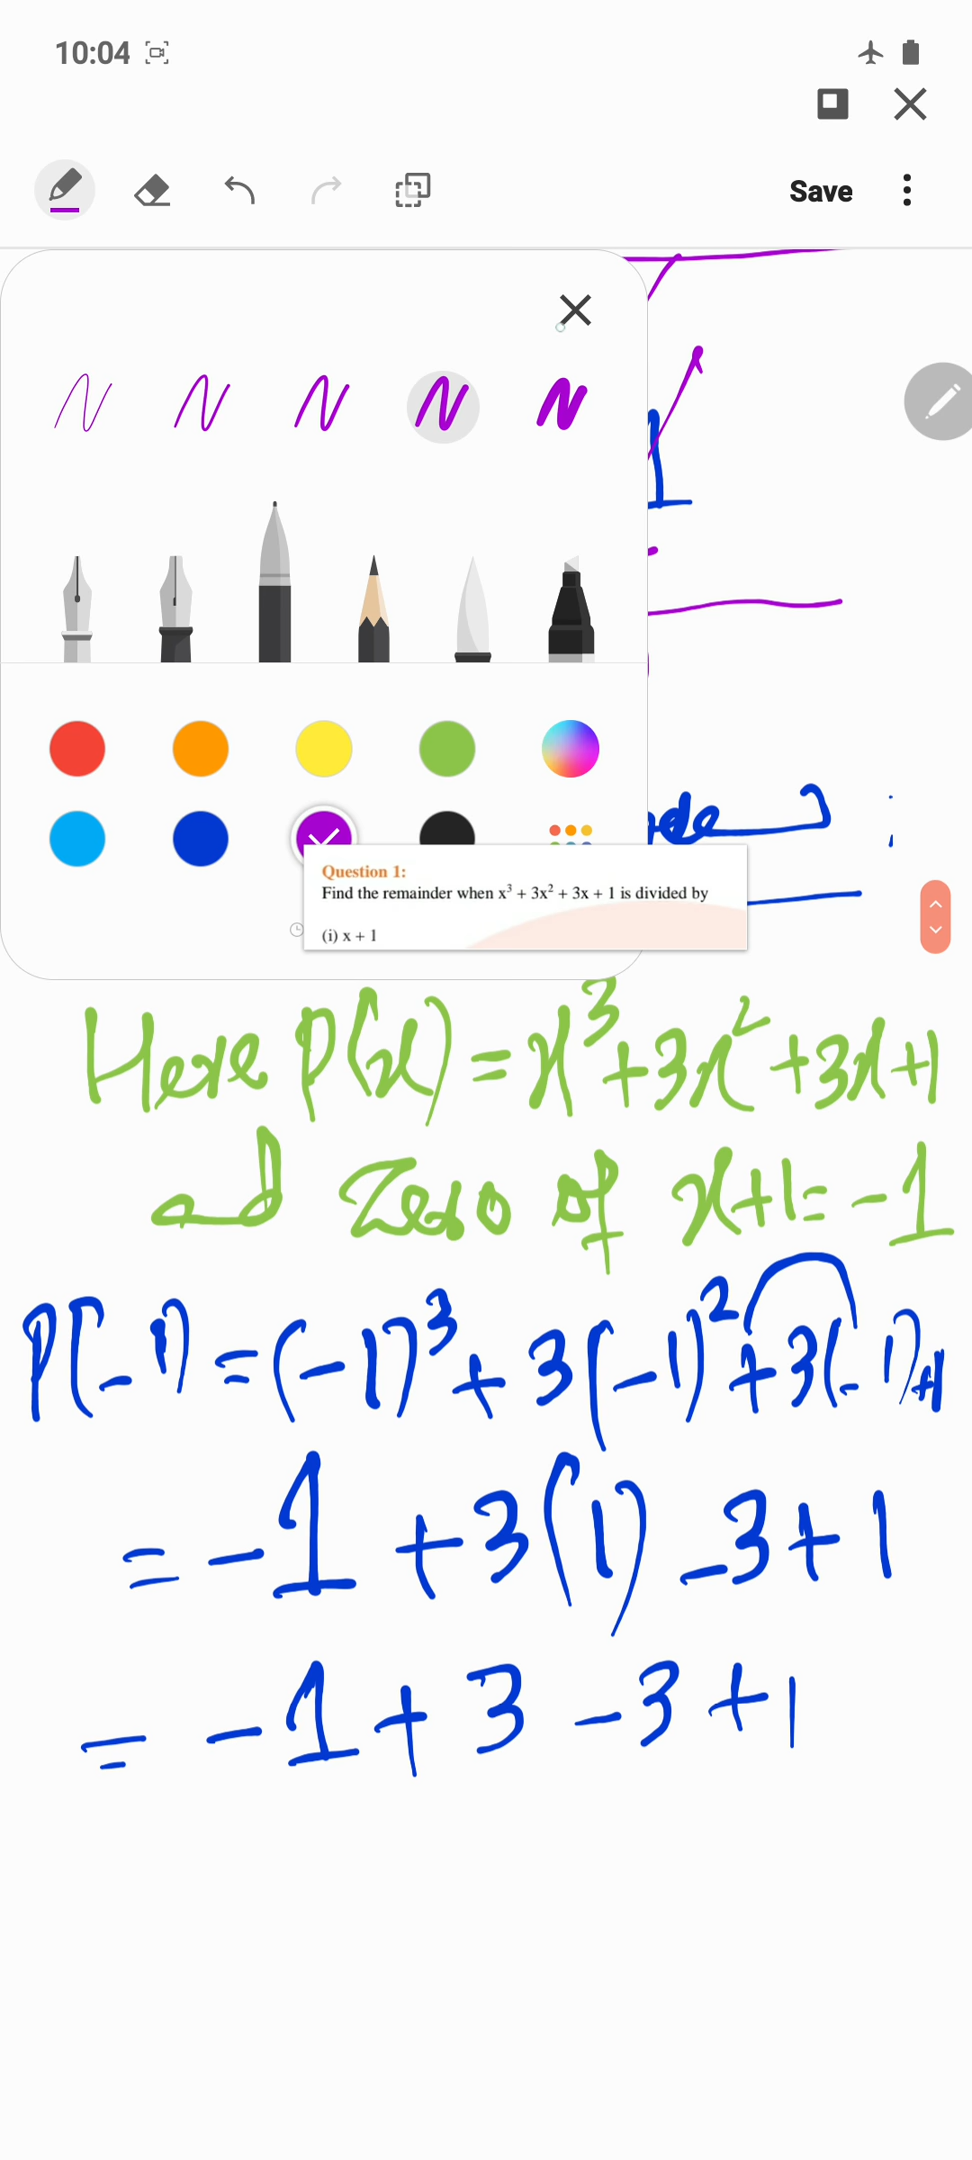 10:04
Save
Question 1:
Find the remainder when x³ + 3x² + 3x + 1 is divided by
(i) x + 1
Here P(x) = x³ + 3x² + 3x + 1
and Zero of x+1 = -1
P(-1) = (-1)³ + 3(-1)² + 3(-1) + 1
= -1 + 3(1) - 3 + 1
= -1 + 3 - 3 + 1